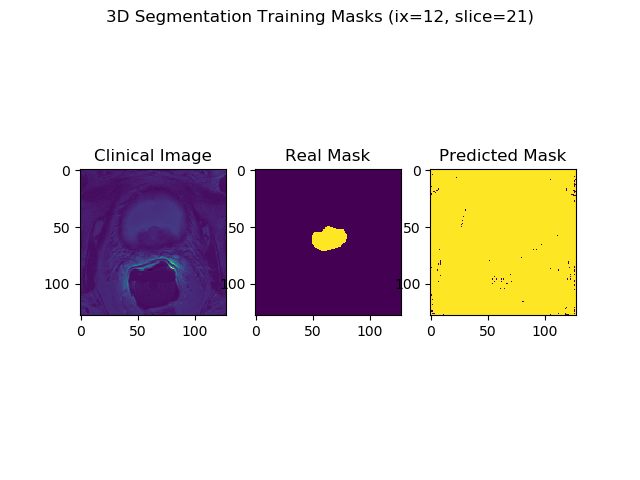 3D Segmentation Training Masks (ix=12, slice=21)
Clinical Image Real Mask Predicted Mask
0 0 0
50 50 50
100 100 100
0 50 100 0 50 100 0 50 100